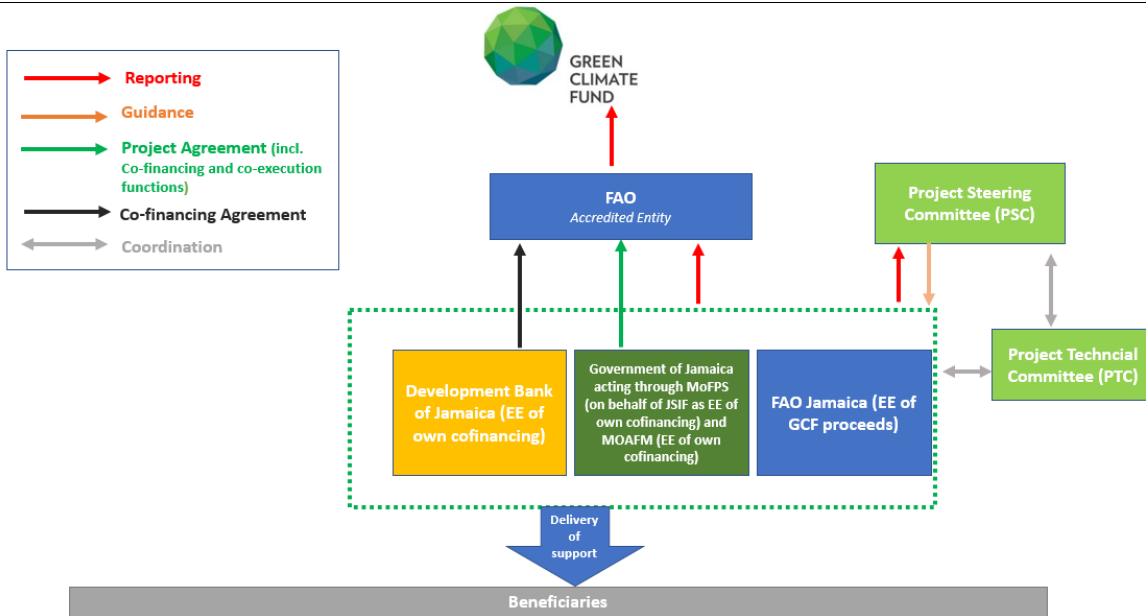 GREEN
CLIMATE
FUND
Reporting
Guidance
Project Agreement (incl.
Co-financing and co-execution
functions)
Co-financing Agreement
Coordination
FAO
Accredited Entity
Project Steering
Committee (PSC)
Project Techncial
Committee (PTC)
Development Bank
of Jamaica (EE of
own cofinancing)
Government of Jamaica
acting through MoFPS
(on behalf of JSIF as EE of
own cofinancing) and
MOAFM (EE of own
cofinancing)
FAO Jamaica (EE of
GCF proceeds)
Delivery
of
support
Beneficiaries